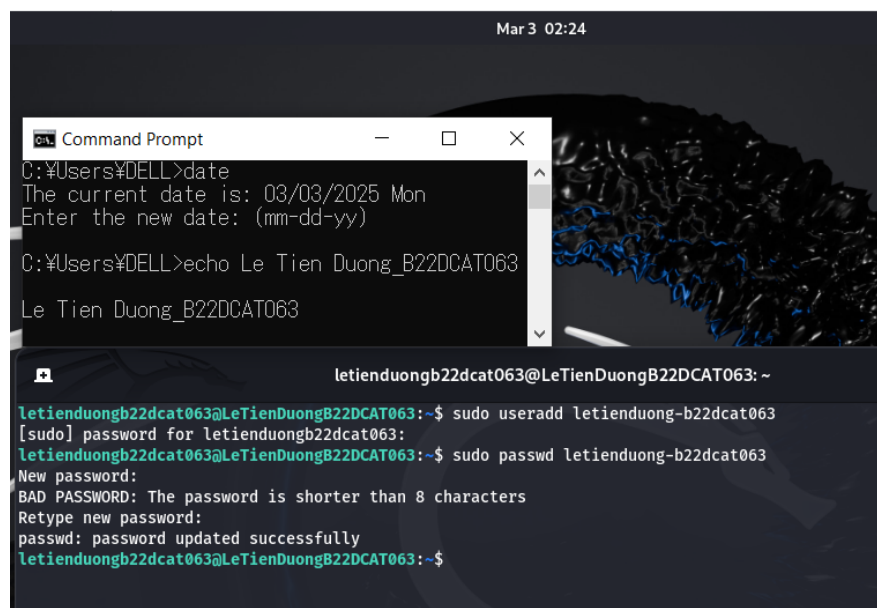 Mar 3 02:24
Command Prompt
C:¥Users¥DELL>date
The current date is: 03/03/2025 Mon
Enter the new date: (mm-dd-yy)
C:¥Users¥DELL>echo Le Tien Duong_B22DCAT063
Le Tien Duong_B22DCAT063
letienduongb22dcat063@LeTienDuongB22DCAT063: ~
letienduongb22dcat063@LeTienDuongB22DCAT063:~$ sudo useradd letienduong-b22dcat063
[sudo] password for letienduongb22dcat063:
letienduongb22dcat063@LeTienDuongB22DCAT063:~$ sudo passwd letienduong-b22dcat063
New password:
BAD PASSWORD: The password is shorter than 8 characters
Retype new password:
passwd: password updated successfully
letienduongb22dcat063@LeTienDuongB22DCAT063:~$